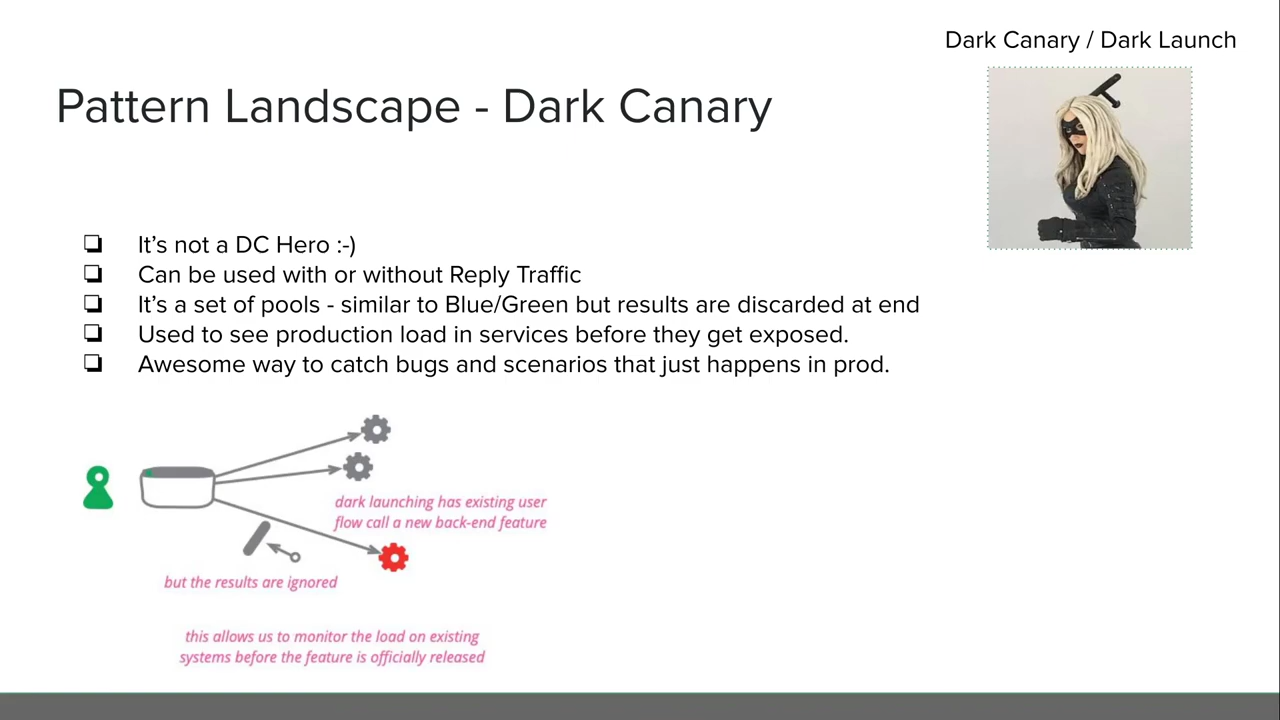 Dark Canary / Dark Launch
Pattern Landscape - Dark Canary
It's not a DC Hero :-)
Can be used with or without Reply Traffic
It's a set of pools - similar to Blue/Green but results are discarded at end
Used to see production load in services before they get exposed.
Awesome way to catch bugs and scenarios that just happens in prod.
dark launching has existing user
flow call a new back-end feature
but the results are ignored
this allows us to monitor the load on existing
systems before the feature is officially released